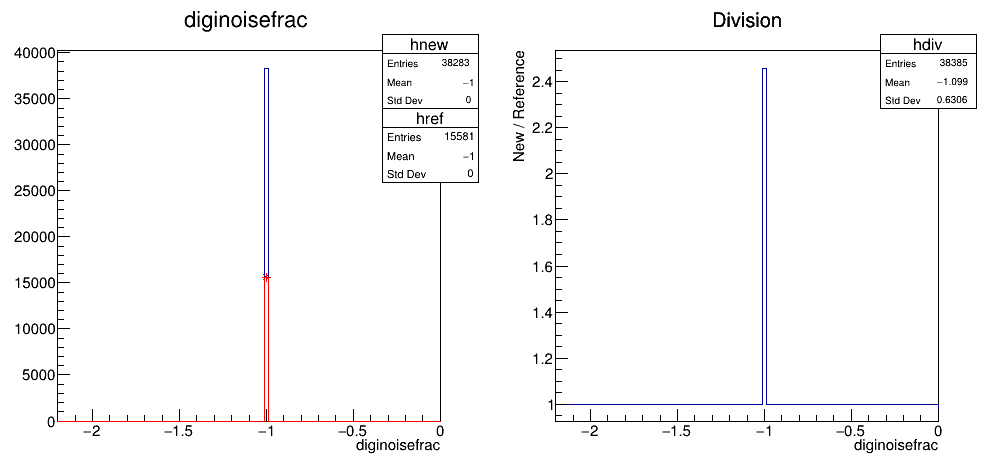 diginoisefrac
40000
35000
30000
25000
20000
15000
10000
5000
0
−2
−1.5
−1
−0.5
0
diginoisefrac
hnew
Entries 38283
Mean −1
Std Dev 0
href
Entries 15581
Mean −1
Std Dev 0
Division
New / Reference
2.4
2.2
2
1.8
1.6
1.4
1.2
1
−2
−1.5
−1
−0.5
0
diginoisefrac
hdiv
Entries 38385
Mean −1.099
Std Dev 0.6306